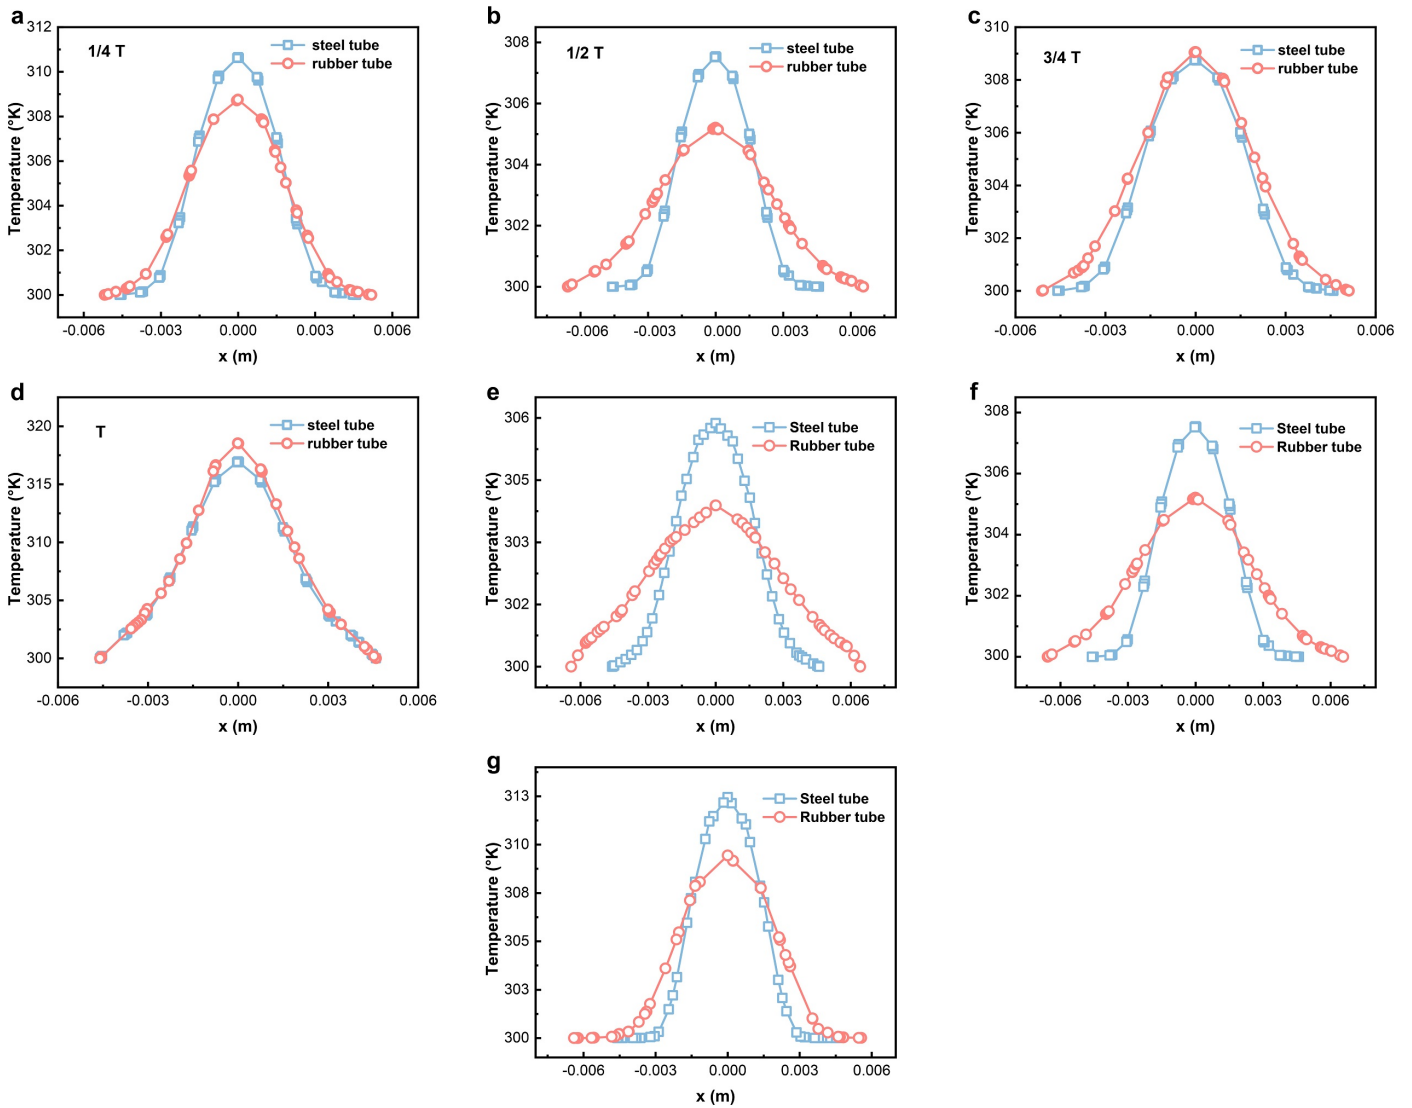 a
312
310
308
306
304
302
300
1/4 T
steel tube
rubber tube
Temperature (°K)
-0.006 -0.003 0.000 0.003 0.006
x (m)
b
308
306
304
302
300
1/2 T
steel tube
rubber tube
Temperature (°K)
-0.006 -0.003 0.000 0.003 0.006
x (m)
c
310
308
306
304
302
300
3/4 T
steel tube
rubber tube
Temperature (°K)
-0.006 -0.003 0.000 0.003 0.006
x (m)
d
320
315
310
305
300
T
steel tube
rubber tube
Temperature (°K)
-0.006 -0.003 0.000 0.003 0.006
x (m)
e
306
305
303
302
300
Steel tube
Rubber tube
Temperature (°K)
-0.006 -0.003 0.000 0.003 0.006
x (m)
f
308
306
304
302
300
Steel tube
Rubber tube
Temperature (°K)
-0.006 -0.003 0.000 0.003 0.006
x (m)
g
313
310
308
305
303
300
Steel tube
Rubber tube
Temperature (°K)
-0.006 -0.003 0.000 0.003 0.006
x (m)